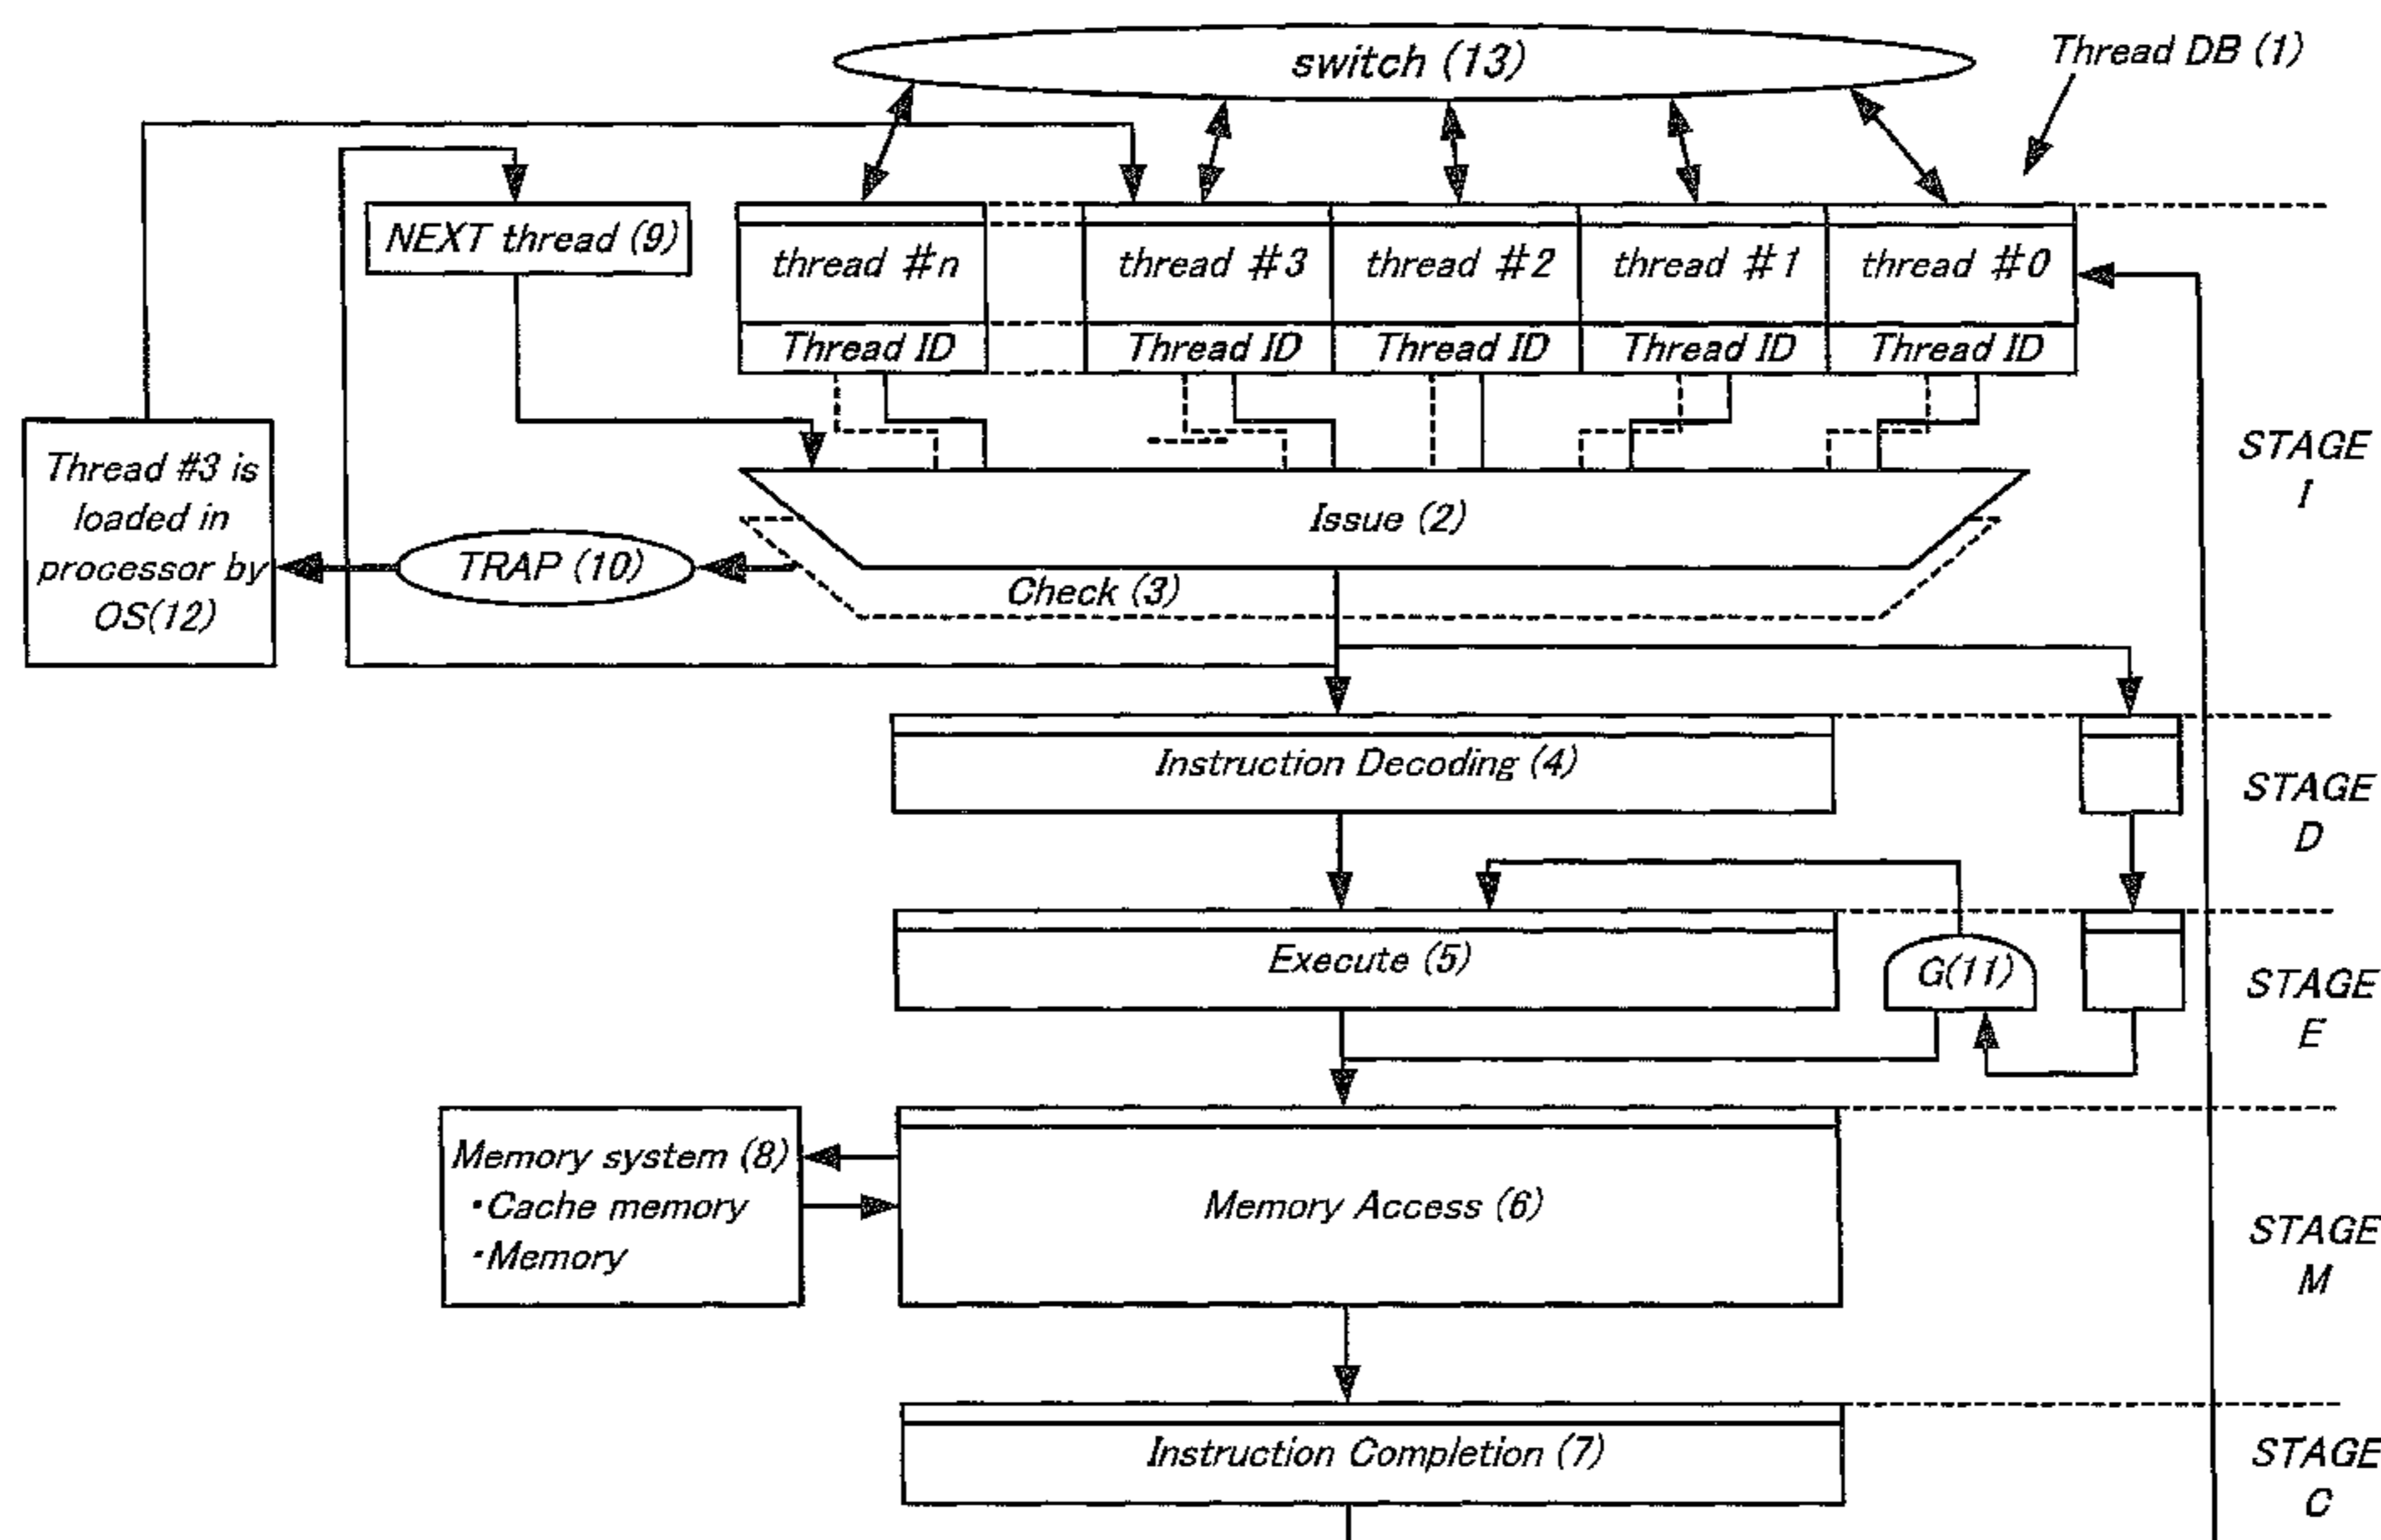 switch (13)
Thread DB (1)
NEXT thread (9)
thread #n
thread #3
thread #2
thread #1
thread #0
Thread ID
Thread ID
Thread ID
Thread ID
Thread ID
STAGE
I
Thread #3 is
loaded in
processor by
OS(12)
TRAP (10)
Issue (2)
Check (3)
Instruction Decoding (4)
STAGE
D
Execute (5)
G(11)
STAGE
E
Memory system (8)
・Cache memory
・Memory
Memory Access (6)
STAGE
M
Instruction Completion (7)
STAGE
C